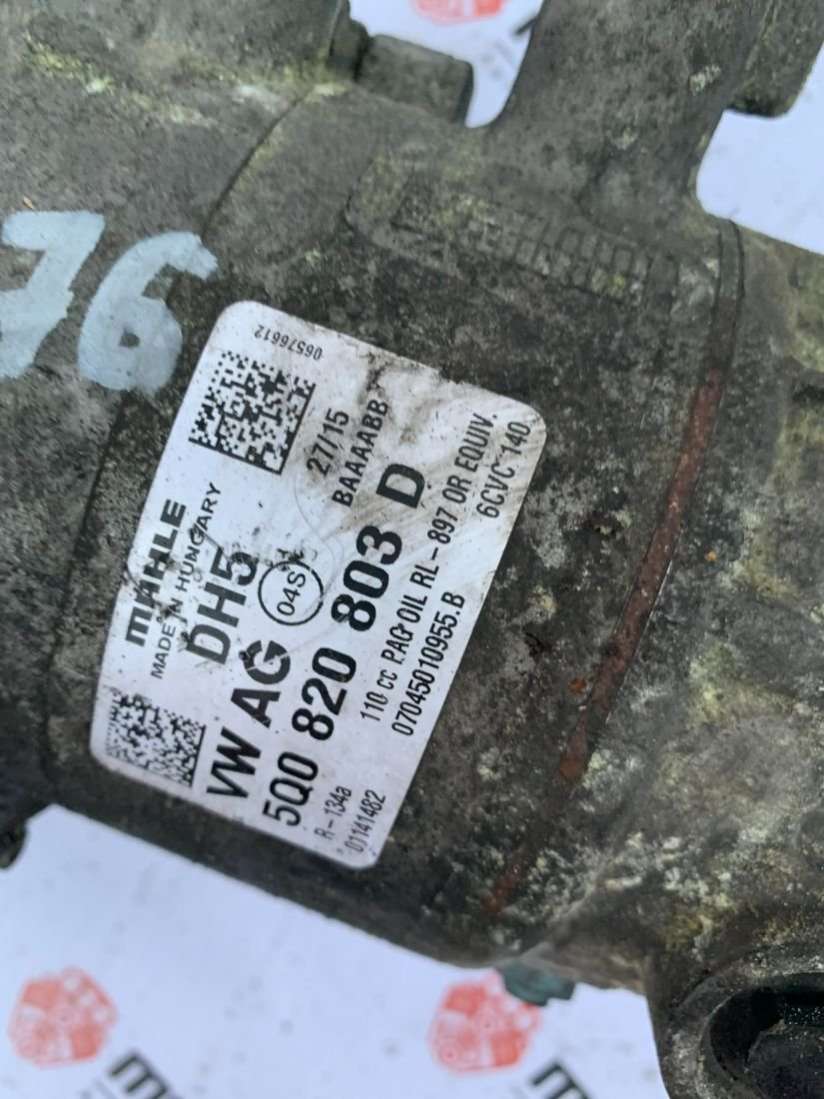 76
06576612
MAHLE
MADE IN HUNGARY
DH5
04S
27/15
BAAAABB
VW AG
5Q0 820 803 D
R-134a
110 cc PAG OIL RL-897 OR EQUIV.
01141482
07045010955.B
6CVC 140